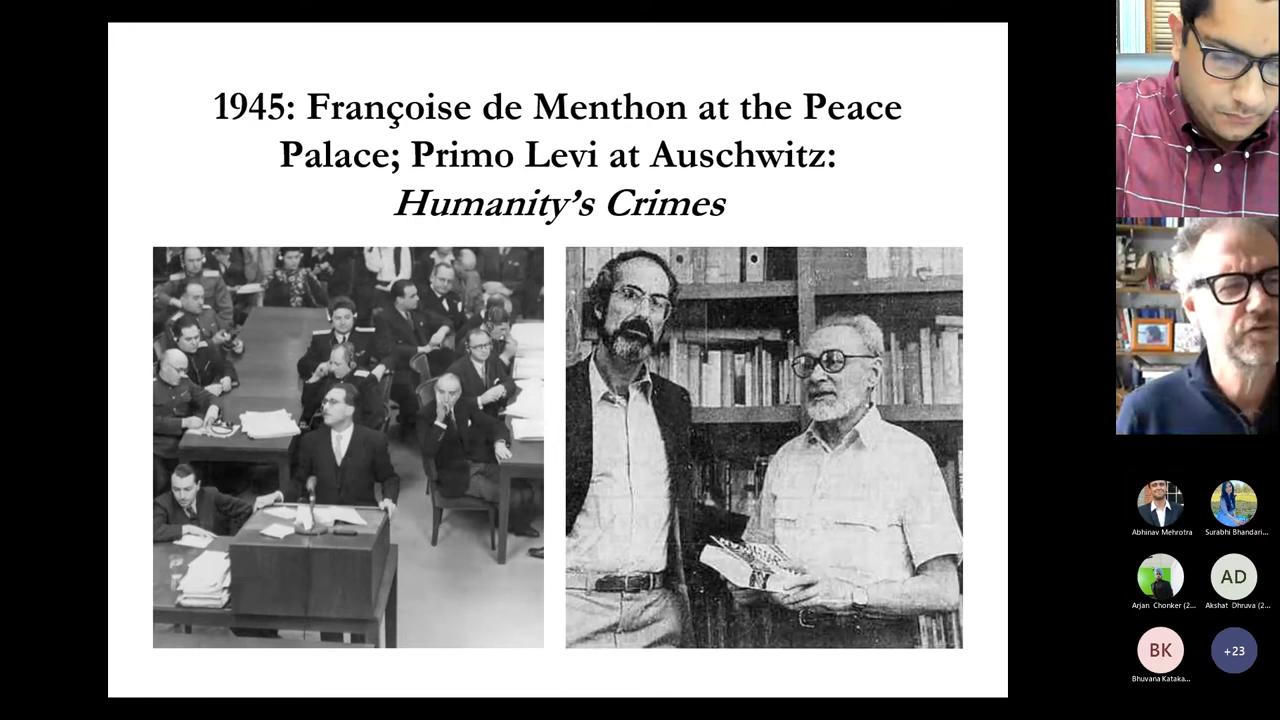 1945: Françoise de Menthon at the Peace
Palace; Primo Levi at Auschwitz:
Humanity's Crimes
Abhinav Mehrotra
Surabhi Bhandari...
Arjan Chonker (2...
AD
Akshat Dhruva (2...
BK
Bhuvana Kataka...
+23